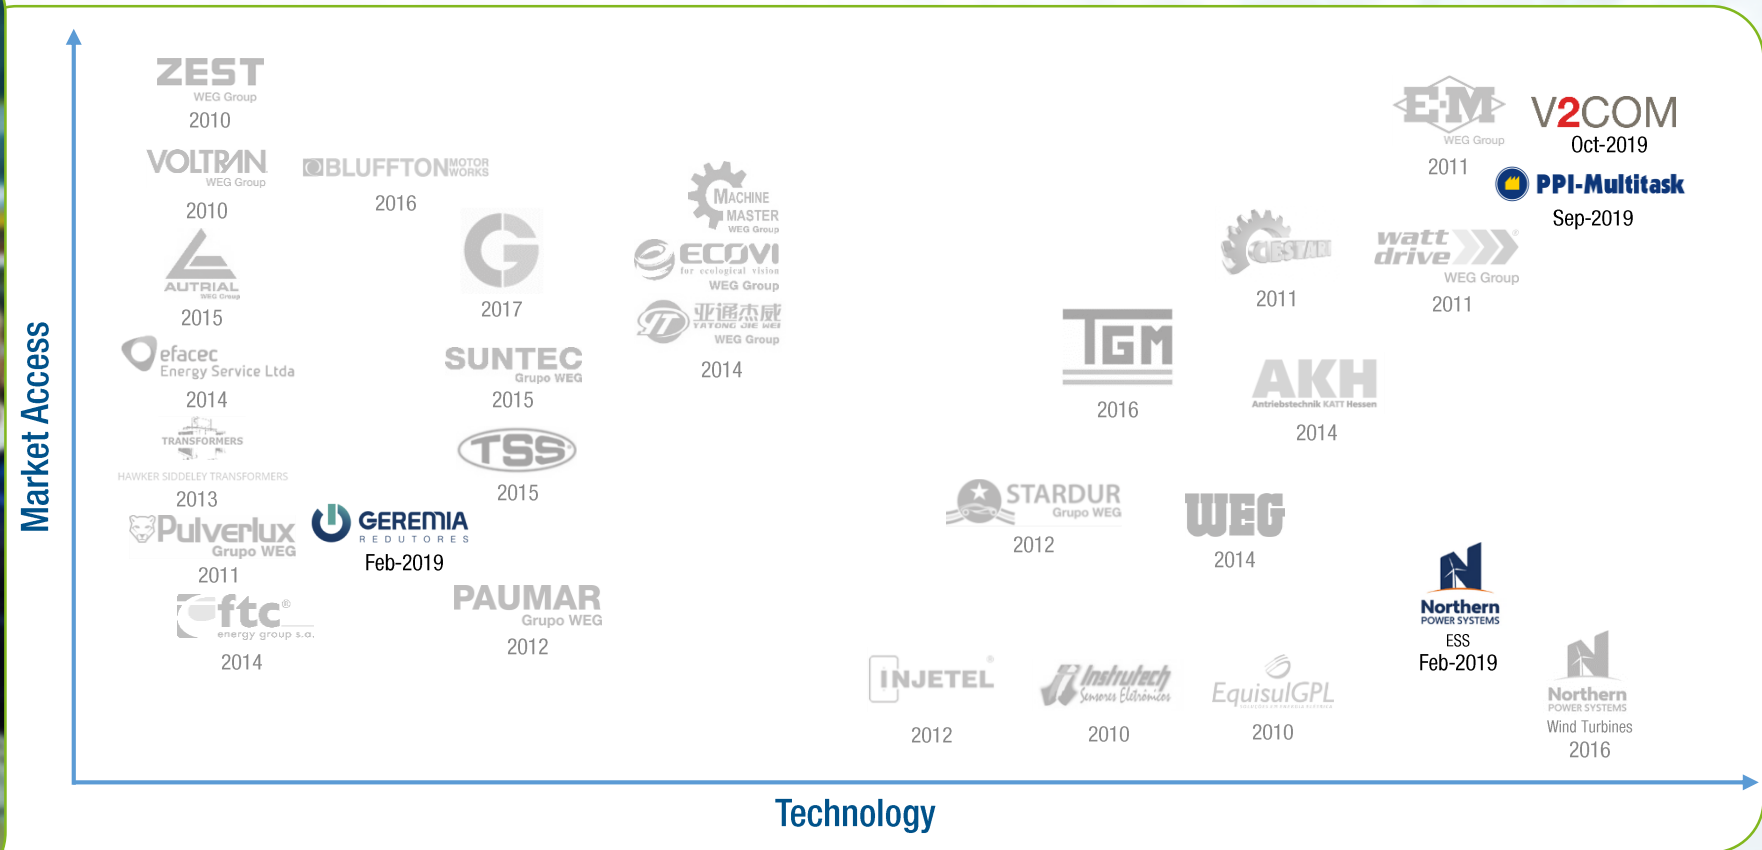 Market Access
ZEST
WEG Group
2010
VOLTRAN
WEG Group
2010
BLUFFTON MOTOR WORKS
2016
AUTRIAL
WEG Group
2015
G
2017
MACHINE
MASTER
WEG Group
ECOVI
for ecological vision
WEG Group
亚通杰威
YATONG JIE WEI
WEG Group
2014
efacec
Energy Service Ltda
2014
SUNTEC
Grupo WEG
2015
TRANSFORMERS
HAWKER SIDDELEY TRANSFORMERS
2013
TSS
2015
Pulverlux
Grupo WEG
2011
GEREMIA
REDUTORES
Feb-2019
ftc®
energy group s.a.
2014
PAUMAR
Grupo WEG
2012
E-M
WEG Group
2011
V2COM
Oct-2019
PPI-Multitask
Sep-2019
CESTARI
2011
watt
drive®
WEG Group
2011
TGM
2016
AKH
Antriebstechnik KATT Hessen
2014
STARDUR
Grupo WEG
2012
WEG
2014
Northern
POWER SYSTEMS
ESS
Feb-2019
INJETEL®
2012
Instrutech
Sensores Eletrônicos
2010
EquisulGPL
2010
Northern
POWER SYSTEMS
Wind Turbines
2016
Technology